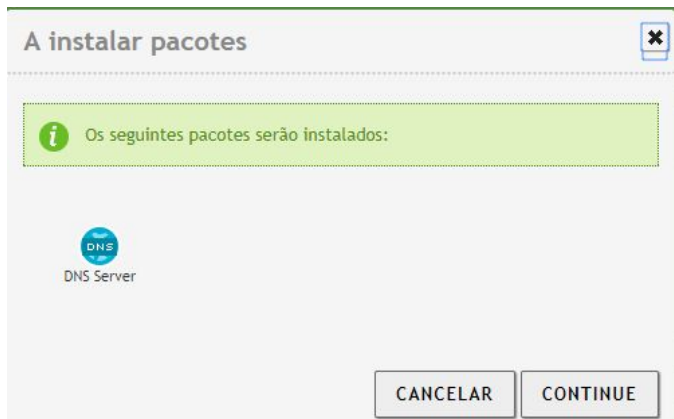 A instalar pacotes
Os seguintes pacotes serão instalados:
DNS
DNS Server
CANCELAR
CONTINUE